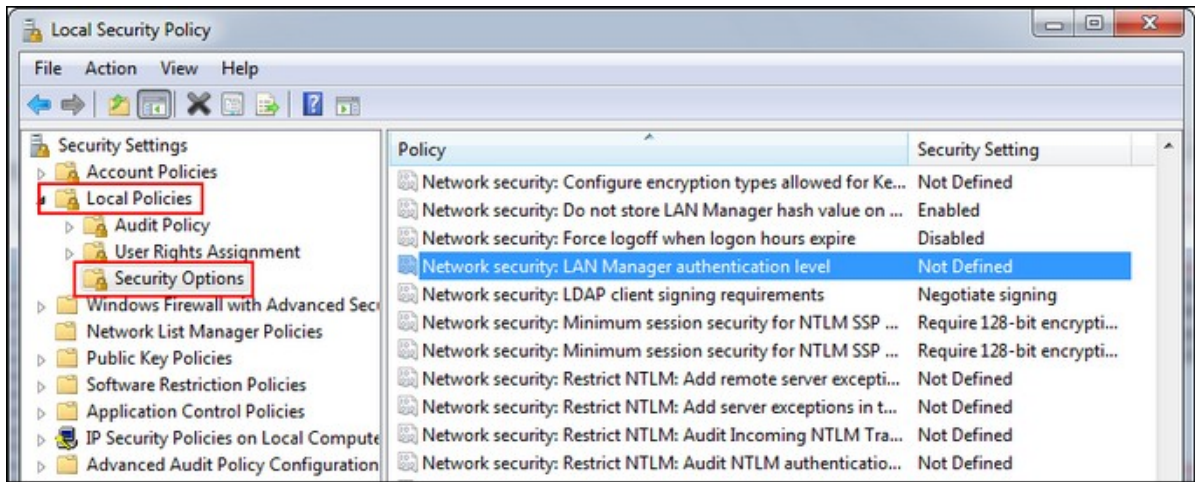 Local Security Policy
File Action View Help
Security Settings
Account Policies
Local Policies
Audit Policy
User Rights Assignment
Security Options
Windows Firewall with Advanced Secu
Network List Manager Policies
Public Key Policies
Software Restriction Policies
Application Control Policies
IP Security Policies on Local Compute
Advanced Audit Policy Configuration
Policy Security Setting
Network security: Configure encryption types allowed for Ke... Not Defined
Network security: Do not store LAN Manager hash value on ... Enabled
Network security: Force logoff when logon hours expire Disabled
Network security: LAN Manager authentication level Not Defined
Network security: LDAP client signing requirements Negotiate signing
Network security: Minimum session security for NTLM SSP ... Require 128-bit encrypti...
Network security: Minimum session security for NTLM SSP ... Require 128-bit encrypti...
Network security: Restrict NTLM: Add remote server excepti... Not Defined
Network security: Restrict NTLM: Add server exceptions in t... Not Defined
Network security: Restrict NTLM: Audit Incoming NTLM Tra... Not Defined
Network security: Restrict NTLM: Audit NTLM authenticatio... Not Defined